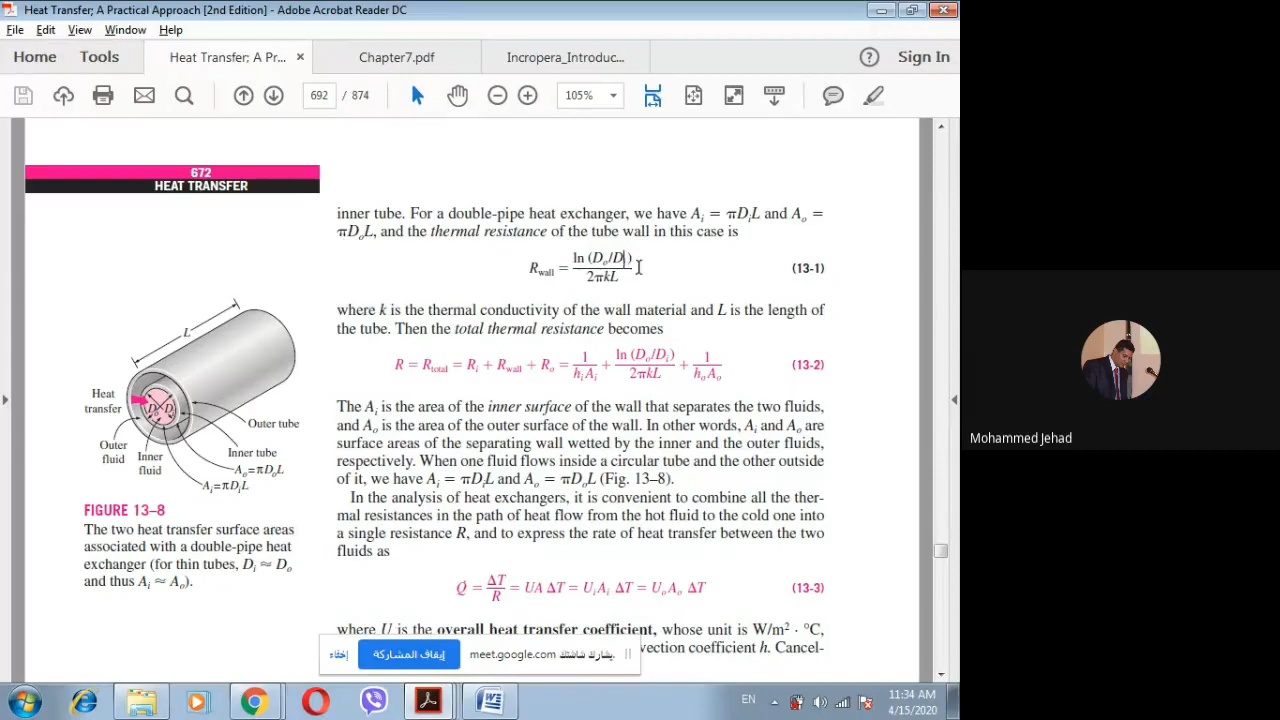 Heat Transfer; A Practical Approach [2nd Edition] - Adobe Acrobat Reader DC
File Edit View Window Help
Home Tools Heat Transfer; A Pr... × Chapter7.pdf Incropera_Introduc... Sign In
692 / 874 105%
672
HEAT TRANSFER
inner tube. For a double-pipe heat exchanger, we have Aᵢ = πDᵢL and Aₒ =
πDₒL, and the thermal resistance of the tube wall in this case is
R_wall = ln (Dₒ/D ) / 2πkL (13-1)
where k is the thermal conductivity of the wall material and L is the length of
the tube. Then the total thermal resistance becomes
R = R_total = Rᵢ + R_wall + Rₒ = 1/hᵢAᵢ + ln (Dₒ/Dᵢ)/2πkL + 1/hₒAₒ (13-2)
The Aᵢ is the area of the inner surface of the wall that separates the two fluids,
and Aₒ is the area of the outer surface of the wall. In other words, Aᵢ and Aₒ are
surface areas of the separating wall wetted by the inner and the outer fluids,
respectively. When one fluid flows inside a circular tube and the other outside
of it, we have Aᵢ = πDᵢL and Aₒ = πDₒL (Fig. 13–8).
In the analysis of heat exchangers, it is convenient to combine all the ther-
mal resistances in the path of heat flow from the hot fluid to the cold one into
a single resistance R, and to express the rate of heat transfer between the two
fluids as
Q̇ = ΔT/R = UA ΔT = UᵢAᵢ ΔT = UₒAₒ ΔT (13-3)
where U is the overall heat transfer coefficient, whose unit is W/m² · °C,
vection coefficient h. Cancel-
L
Heat
transfer
Outer
fluid
Inner
fluid
Outer tube
Inner tube
Aₒ=πDₒL
Aᵢ=πDᵢL
FIGURE 13–8
The two heat transfer surface areas
associated with a double-pipe heat
exchanger (for thin tubes, Dᵢ ≈ Dₒ
and thus Aᵢ ≈ Aₒ).
يشارك شاشتك meet.google.com
إيقاف المشاركة
إخفاء
EN
11:34 AM
4/15/2020
Mohammed Jehad